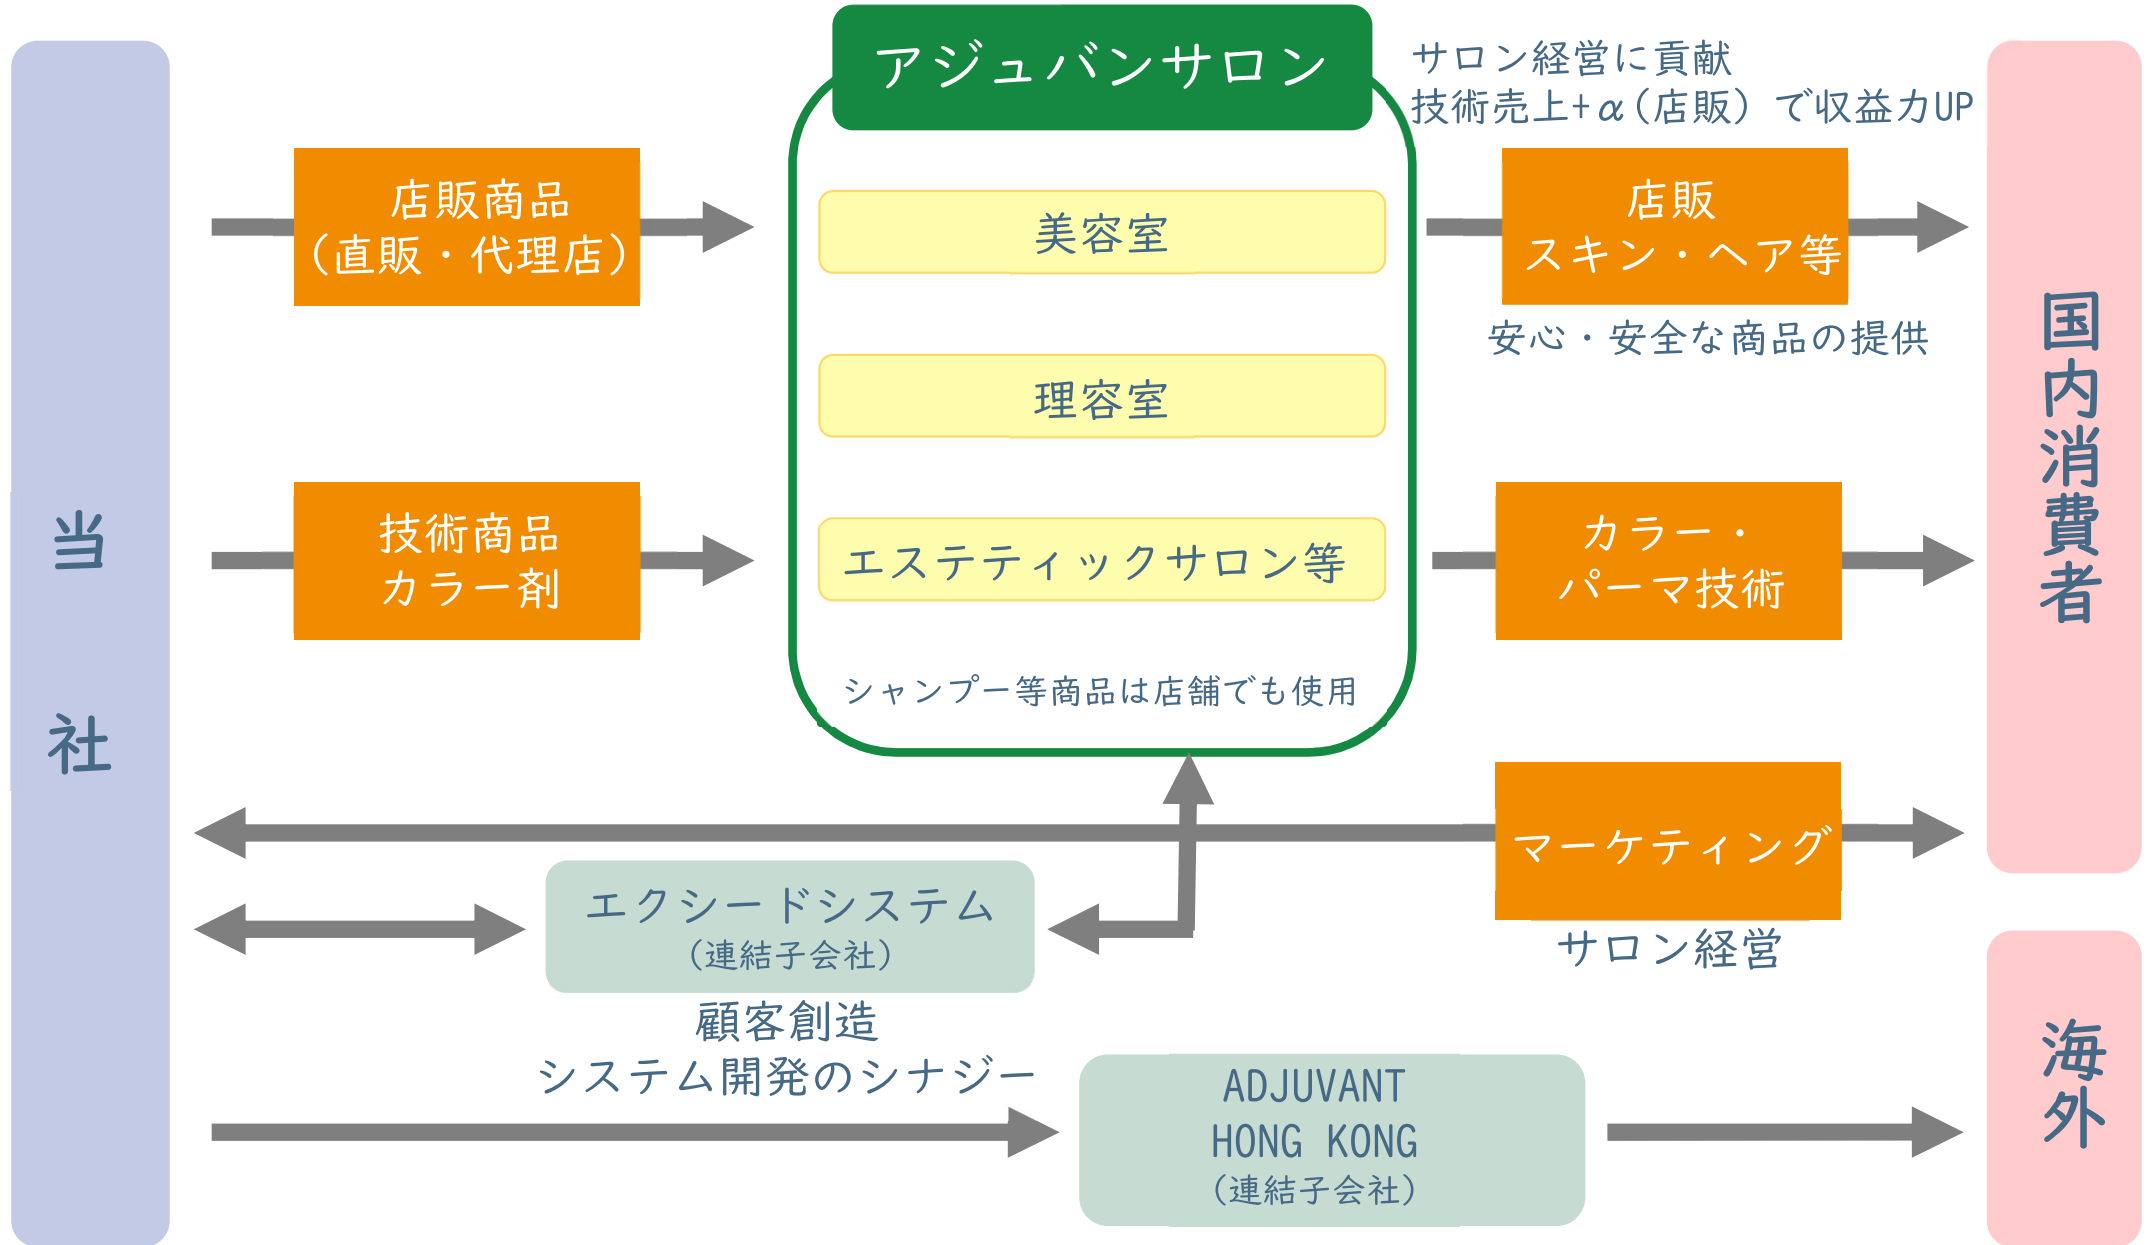 当社
店販商品
(直販・代理店)
技術商品
カラー剤
アジュバンサロン
美容室
理容室
エステティックサロン等
シャンプー等商品は店舗でも使用
サロン経営に貢献
技術売上+α(店販) で収益力UP
店販
スキン・ヘア等
安心・安全な商品の提供
カラー・
パーマ技術
マーケティング
サロン経営
国内消費者
エクシードシステム
(連結子会社)
顧客創造
システム開発のシナジー
ADJUVANT
HONG KONG
(連結子会社)
海外